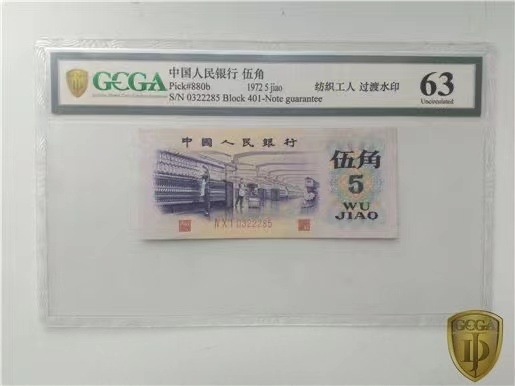 GCGA
中国人民银行 伍角
Pick#880b 1972 5 jiao 纺织工人 过渡水印
S/N 0322285 Block 401-Note guarantee
63
Uncirculated
中国人民银行
伍角
5
WU
JIAO
ⅣⅩⅠ 0322285
GCGA